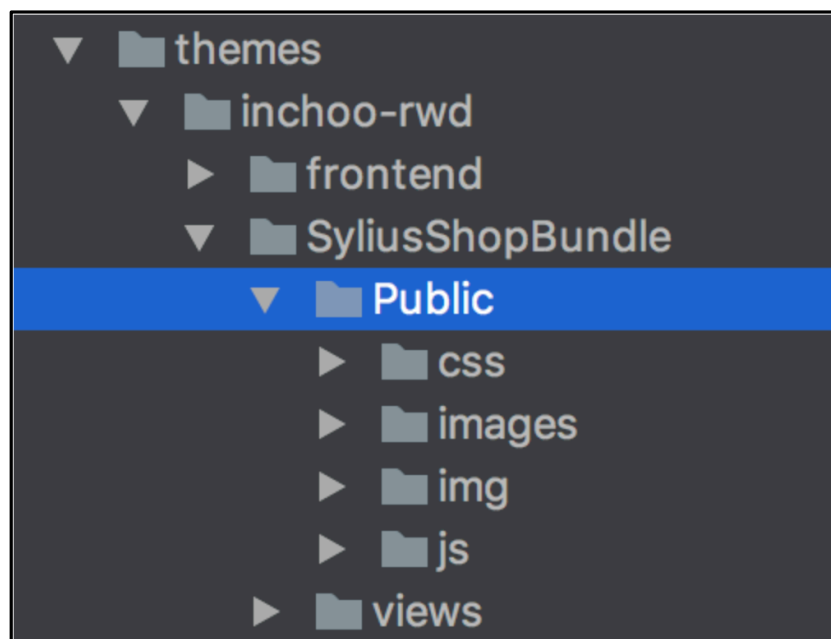 themes
inchoo-rwd
frontend
SyliusShopBundle
Public
css
images
img
js
views